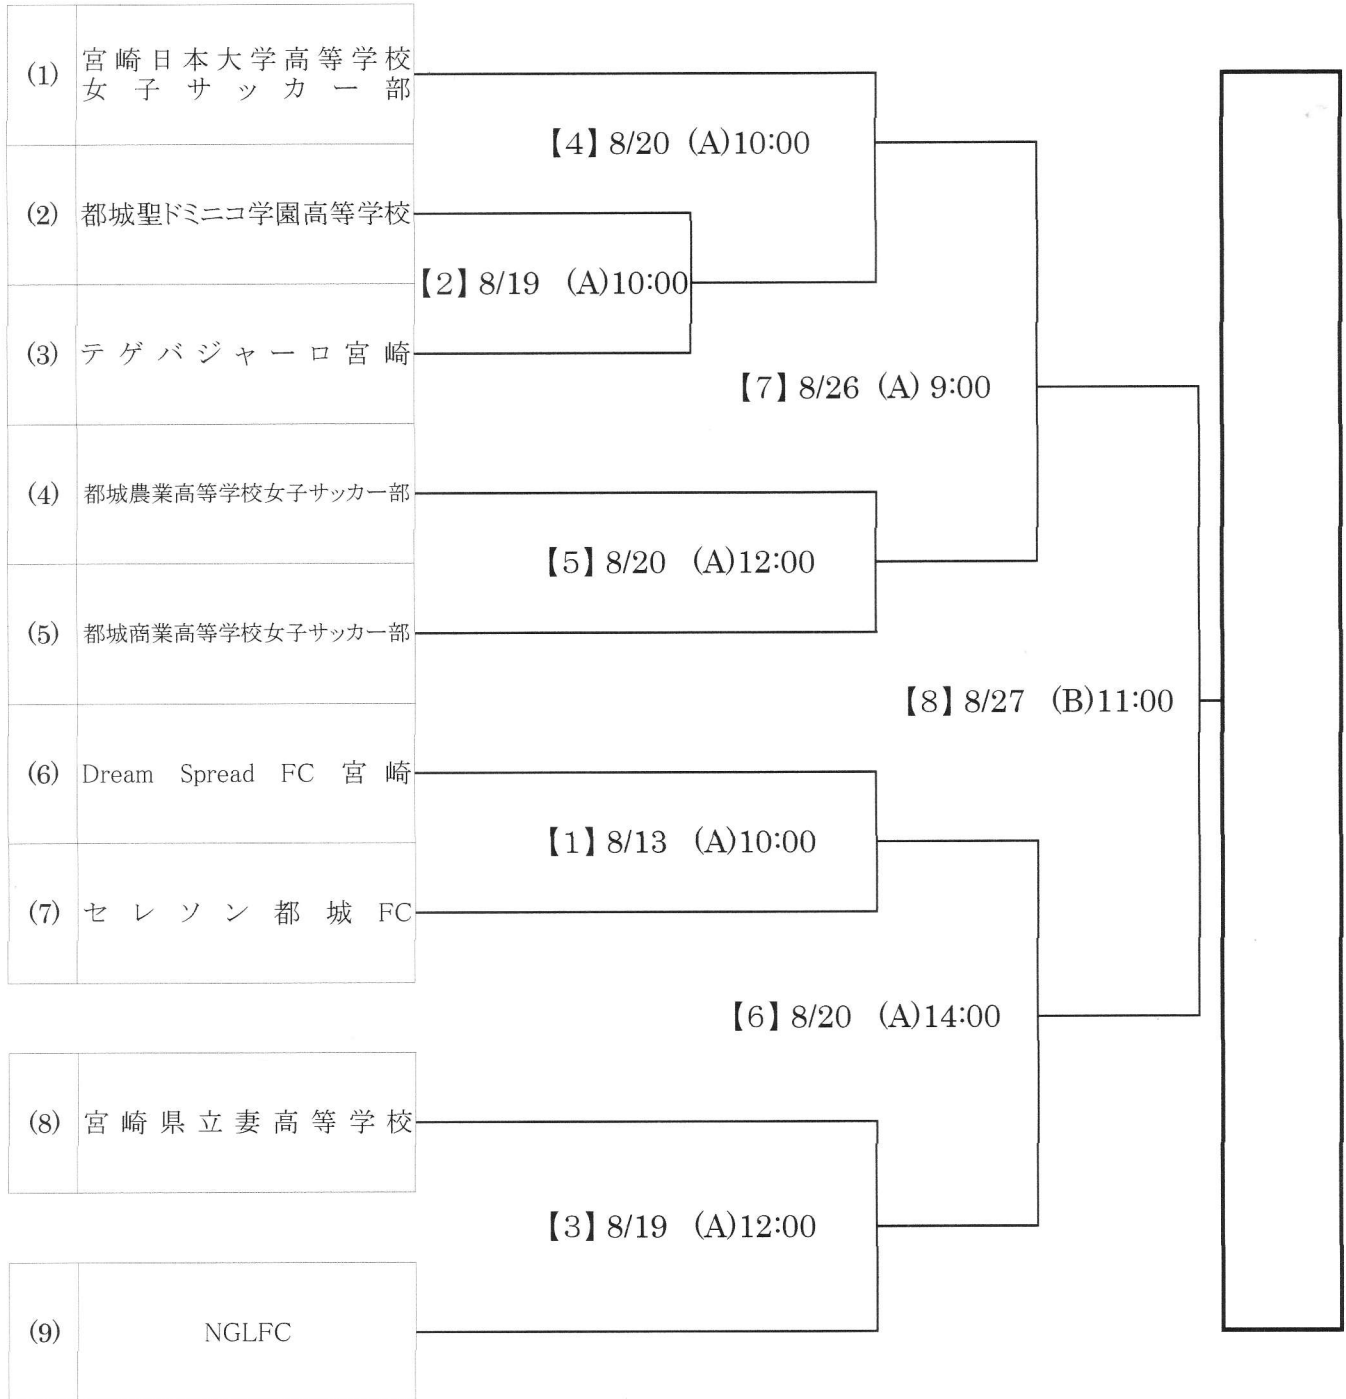 (1) 宮崎日本大学高等学校
女子サッカー部
【4】8/20 (A)10:00
(2) 都城聖ドミニコ学園高等学校
【2】8/19 (A)10:00
(3) テゲバジャーロ宮崎
【7】8/26 (A) 9:00
(4) 都城農業高等学校女子サッカー部
【5】8/20 (A)12:00
(5) 都城商業高等学校女子サッカー部
【8】8/27 (B)11:00
(6) Dream Spread FC 宮崎
【1】8/13 (A)10:00
(7) セレソン都城FC
【6】8/20 (A)14:00
(8) 宮崎県立妻高等学校
【3】8/19 (A)12:00
(9) NGLFC